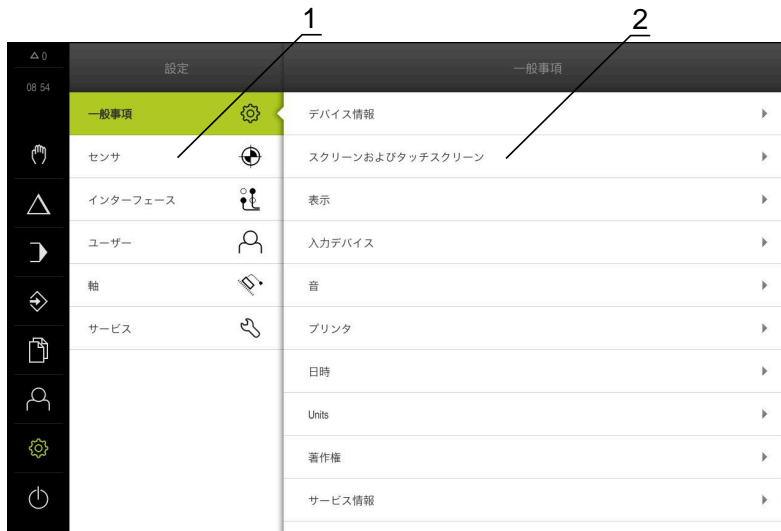 1
2
0
設定
一般事項
08 54
一般事項
センサ
インターフェース
ユーザー
軸
サービス
デバイス情報
スクリーンおよびタッチスクリーン
表示
入力デバイス
音
プリンタ
日時
Units
著作権
サービス情報